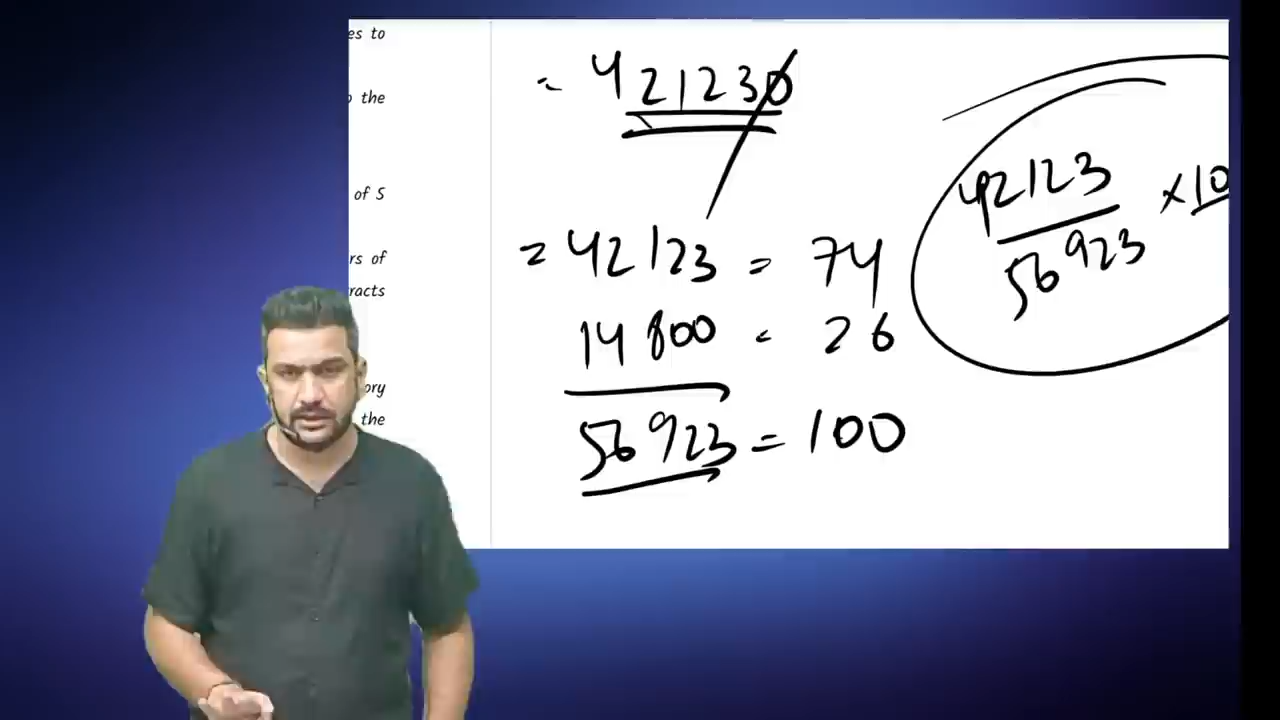 es to
the
of 5
rs of
racts
ory
the
= 421230
= 42123 = 74
14800 = 26
56923 = 100
42123
56923
×10